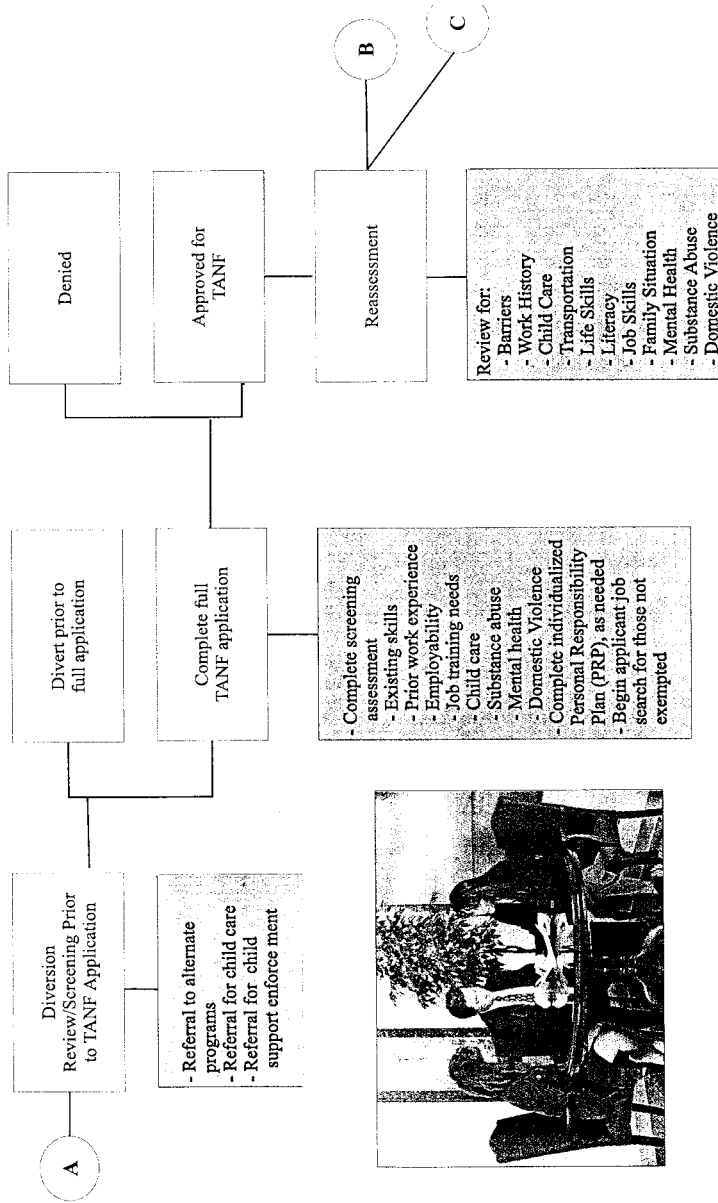 A
Diversion
Review/Screening Prior
to TANF Application
- Referral to alternate
programs
- Referral for child care
- Referral for child
support enforce ment
Divert prior to
full application
Complete full
TANF application
- Complete screening
assessment
- Existing skills
- Prior work experience
- Employability
- Job training needs
- Child care
- Substance abuse
- Mental health
- Domestic Violence
- Complete individualized
Personal Responsibility
Plan (PRP), as needed
- Begin applicant job
search for those not
exempted
Denied
Approved for
TANF
Reassessment
Review for:
- Barriers
- Work History
- Child Care
- Transportation
- Life Skills
- Literacy
- Job Skills
- Family Situation
- Mental Health
- Substance Abuse
- Domestic Violence
B
C